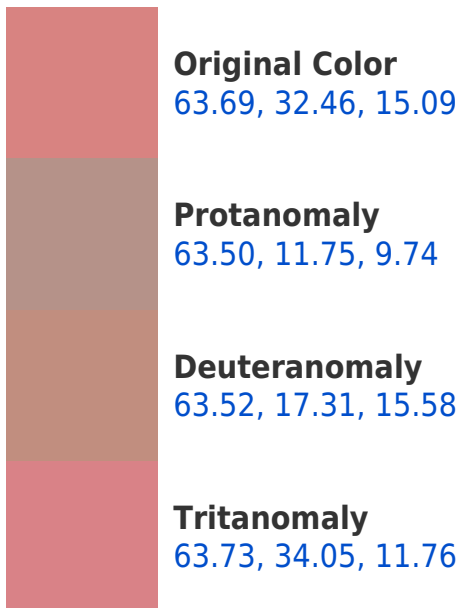 Original Color
63.69, 32.46, 15.09
Protanomaly
63.50, 11.75, 9.74
Deuteranomaly
63.52, 17.31, 15.58
Tritanomaly
63.73, 34.05, 11.76